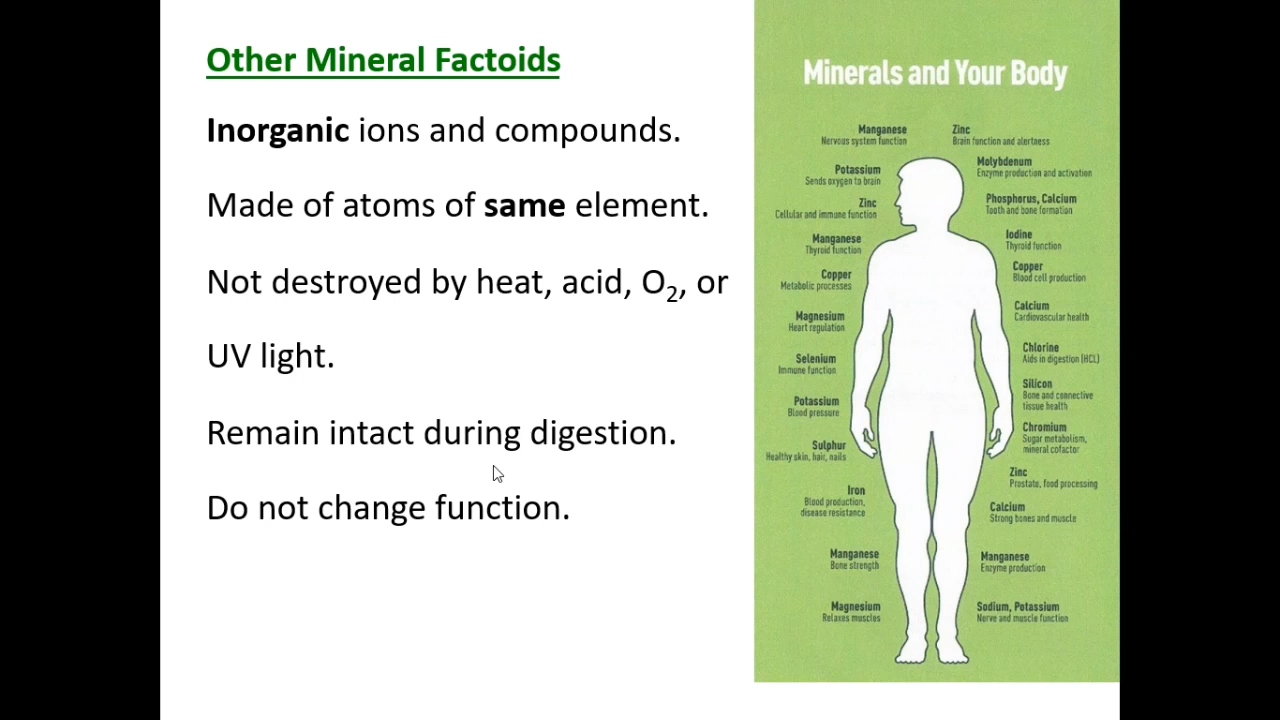 Other Mineral Factoids
Inorganic ions and compounds.
Made of atoms of same element.
Not destroyed by heat, acid, O₂, or
UV light.
Remain intact during digestion.
Do not change function.
Minerals and Your Body
Manganese
Nervous system function
Potassium
Sends oxygen to brain
Zinc
Cellular and immune function
Manganese
Thyroid function
Copper
Metabolic processes
Magnesium
Heart regulation
Selenium
Immune function
Potassium
Blood pressure
Sulphur
Healthy skin, hair, nails
Iron
Blood production,
disease resistance
Manganese
Bone strength
Magnesium
Relaxes muscles
Zinc
Brain function and alertness
Molybdenum
Enzyme production and activation
Phosphorus, Calcium
Tooth and bone formation
Iodine
Thyroid function
Copper
Blood cell production
Calcium
Cardiovascular health
Chlorine
Aids in digestion (HCL)
Silicon
Bone and connective
tissue health
Chromium
Sugar metabolism,
mineral cofactor
Zinc
Prostate, food processing
Calcium
Strong bones and muscle
Manganese
Enzyme production
Sodium, Potassium
Nerve and muscle function